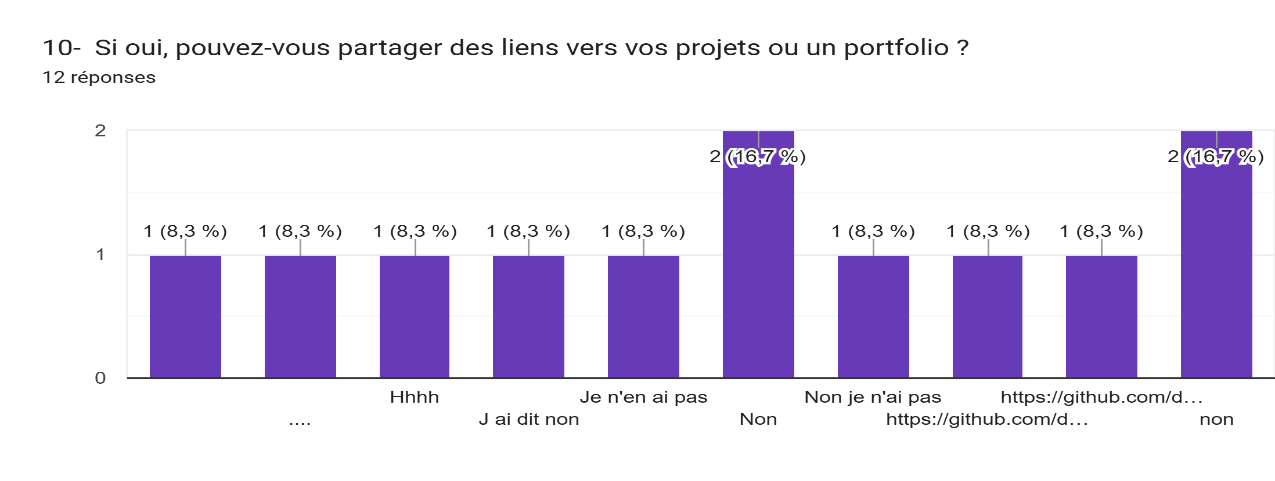 10-  Si oui, pouvez-vous partager des liens vers vos projets ou un portfolio ?
12 réponses
2
2 (16,7 %) 2 (16,7 %)
1 (8,3 %) 1 (8,3 %) 1 (8,3 %) 1 (8,3 %) 1 (8,3 %) 1 (8,3 %) 1 (8,3 %) 1 (8,3 %)
1
0
Hhhh Je n'en ai pas Non je n'ai pas https://github.com/d…
.... J ai dit non Non https://github.com/d… non